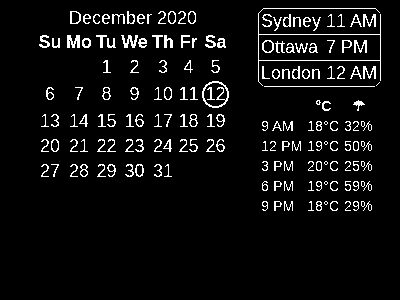 December 2020
Su Mo Tu We Th Fr Sa
1 2 3 4 5
6 7 8 9 10 11 12
13 14 15 16 17 18 19
20 21 22 23 24 25 26
27 28 29 30 31
Sydney 11 AM
Ottawa 7 PM
London 12 AM
°C ☂
9 AM 18°C 32%
12 PM 19°C 50%
3 PM 20°C 25%
6 PM 19°C 59%
9 PM 18°C 29%